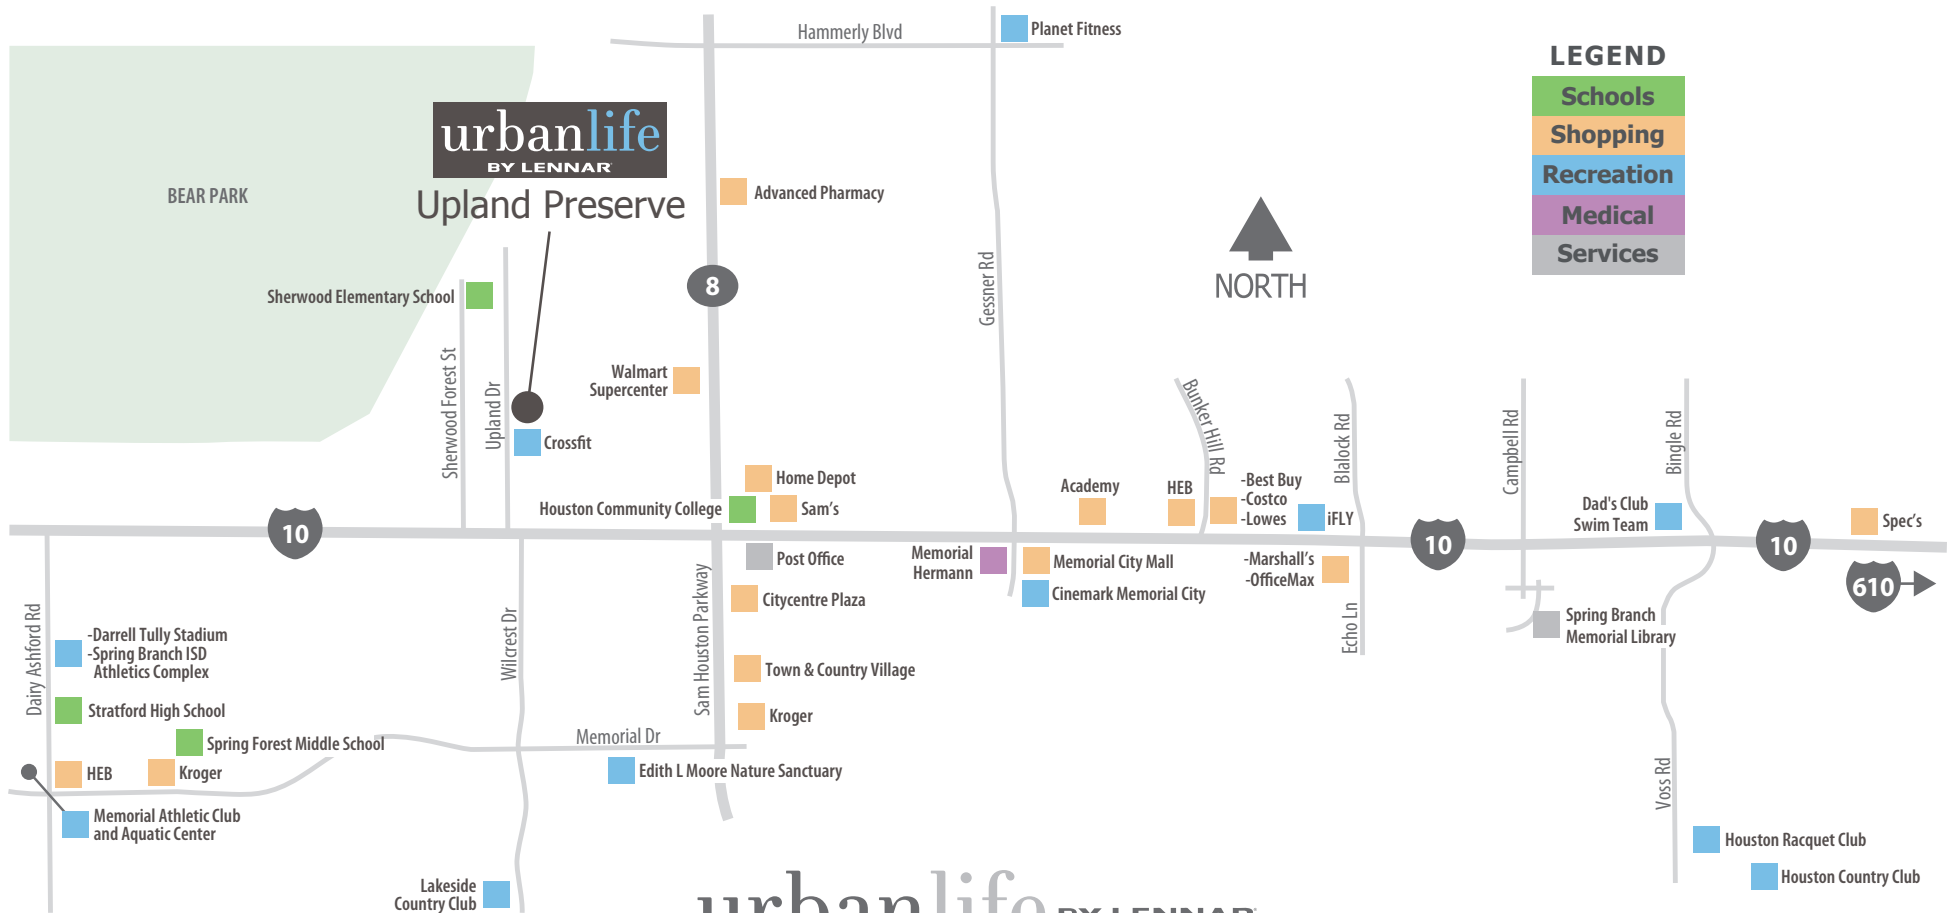 Hammerly Blvd
Planet Fitness
LEGEND
Schools
Shopping
Recreation
Medical
Services
urbanlife
BY LENNAR
Upland Preserve
BEAR PARK
Advanced Pharmacy
Gessner Rd
NORTH
8
Sherwood Elementary School
Sherwood Forest St
Upland Dr
Walmart
Supercenter
Crossfit
Bunker Hill Rd
Blalock Rd
Campbell Rd
Bingle Rd
Home Depot
Houston Community College
Sam's
Academy
HEB
-Best Buy
-Costco
-Lowes
iFLY
Dad's Club
Swim Team
Spec's
10
10
10
610
Post Office
Memorial
Hermann
Memorial City Mall
-Marshall's
-OfficeMax
Citycentre Plaza
Cinemark Memorial City
Echo Ln
Spring Branch
Memorial Library
Dairy Ashford Rd
-Darrell Tully Stadium
-Spring Branch ISD
Athletics Complex
Wilcrest Dr
Sam Houston Parkway
Town & Country Village
Stratford High School
Kroger
Spring Forest Middle School
Memorial Dr
HEB
Kroger
Edith L Moore Nature Sanctuary
Voss Rd
Memorial Athletic Club
and Aquatic Center
Houston Racquet Club
Houston Country Club
Lakeside
Country Club
urbanlife BY LENNAR